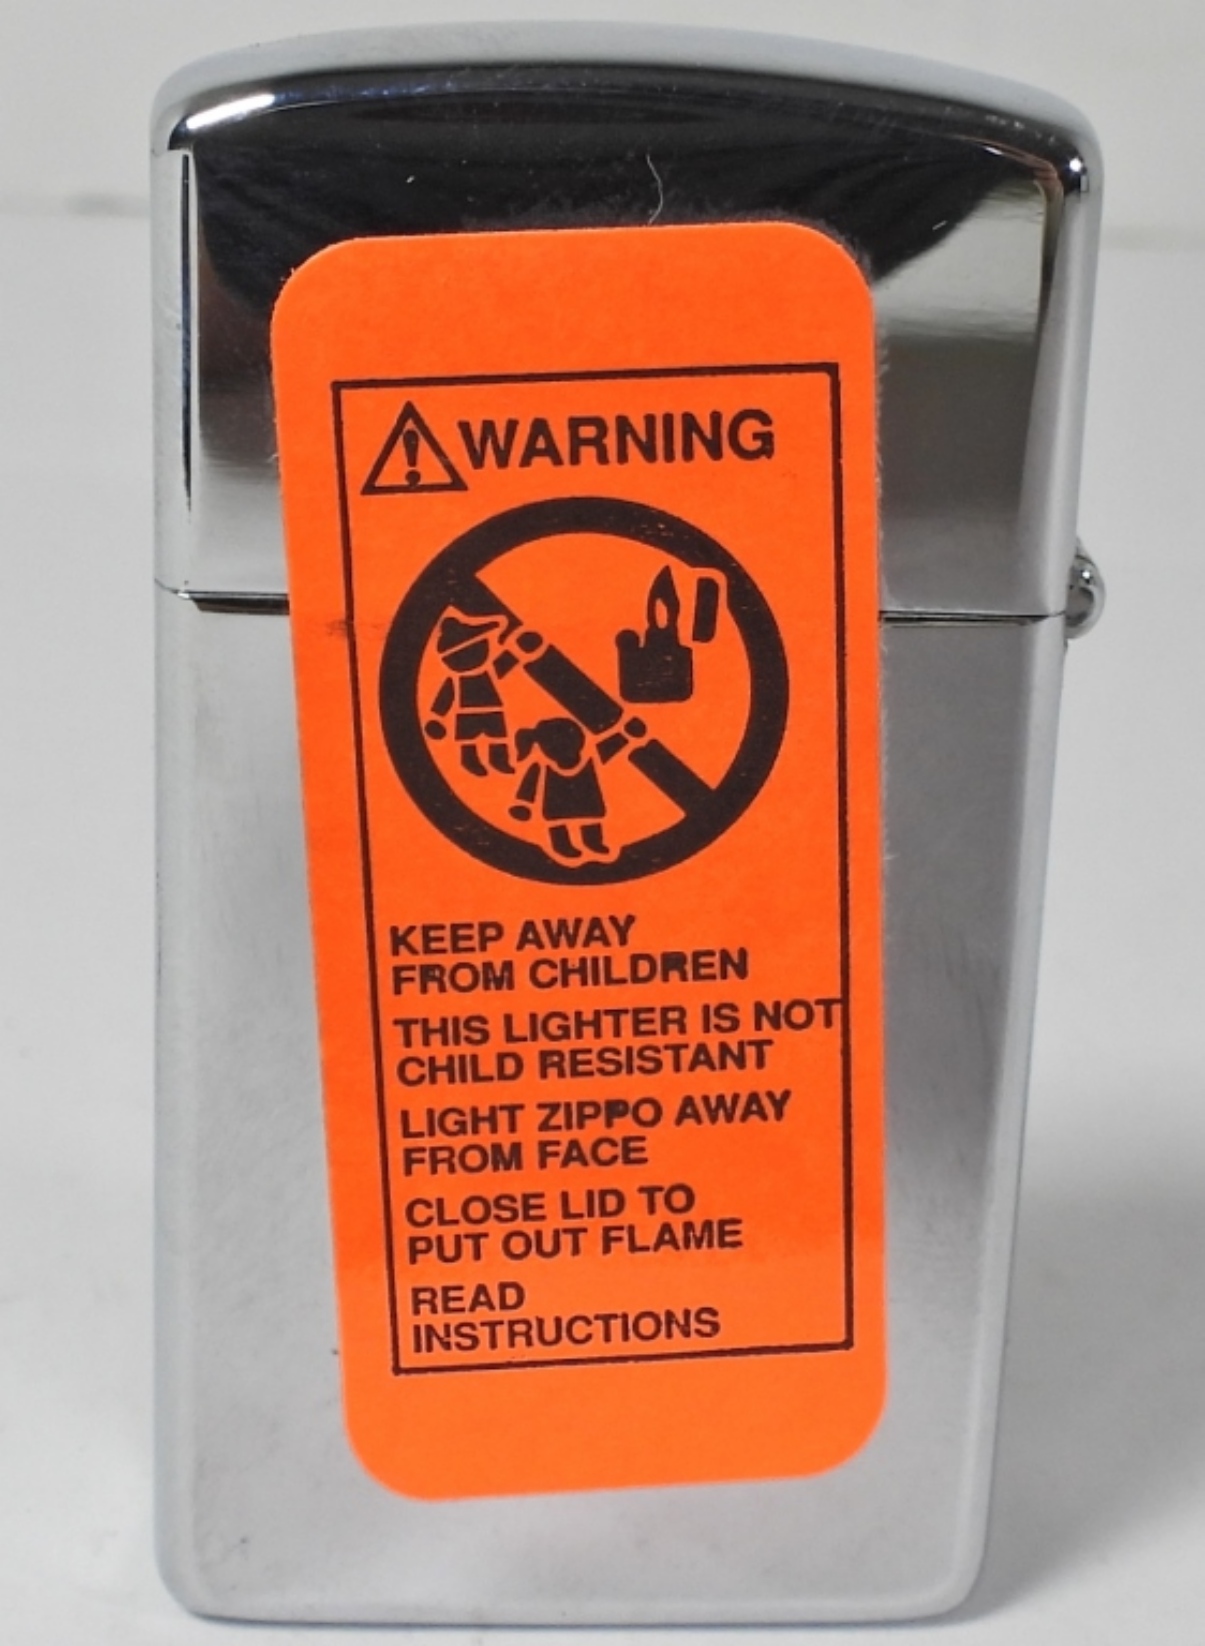 WARNING
KEEP AWAY
FROM CHILDREN
THIS LIGHTER IS NOT
CHILD RESISTANT
LIGHT ZIPPO AWAY
FROM FACE
CLOSE LID TO
PUT OUT FLAME
READ
INSTRUCTIONS